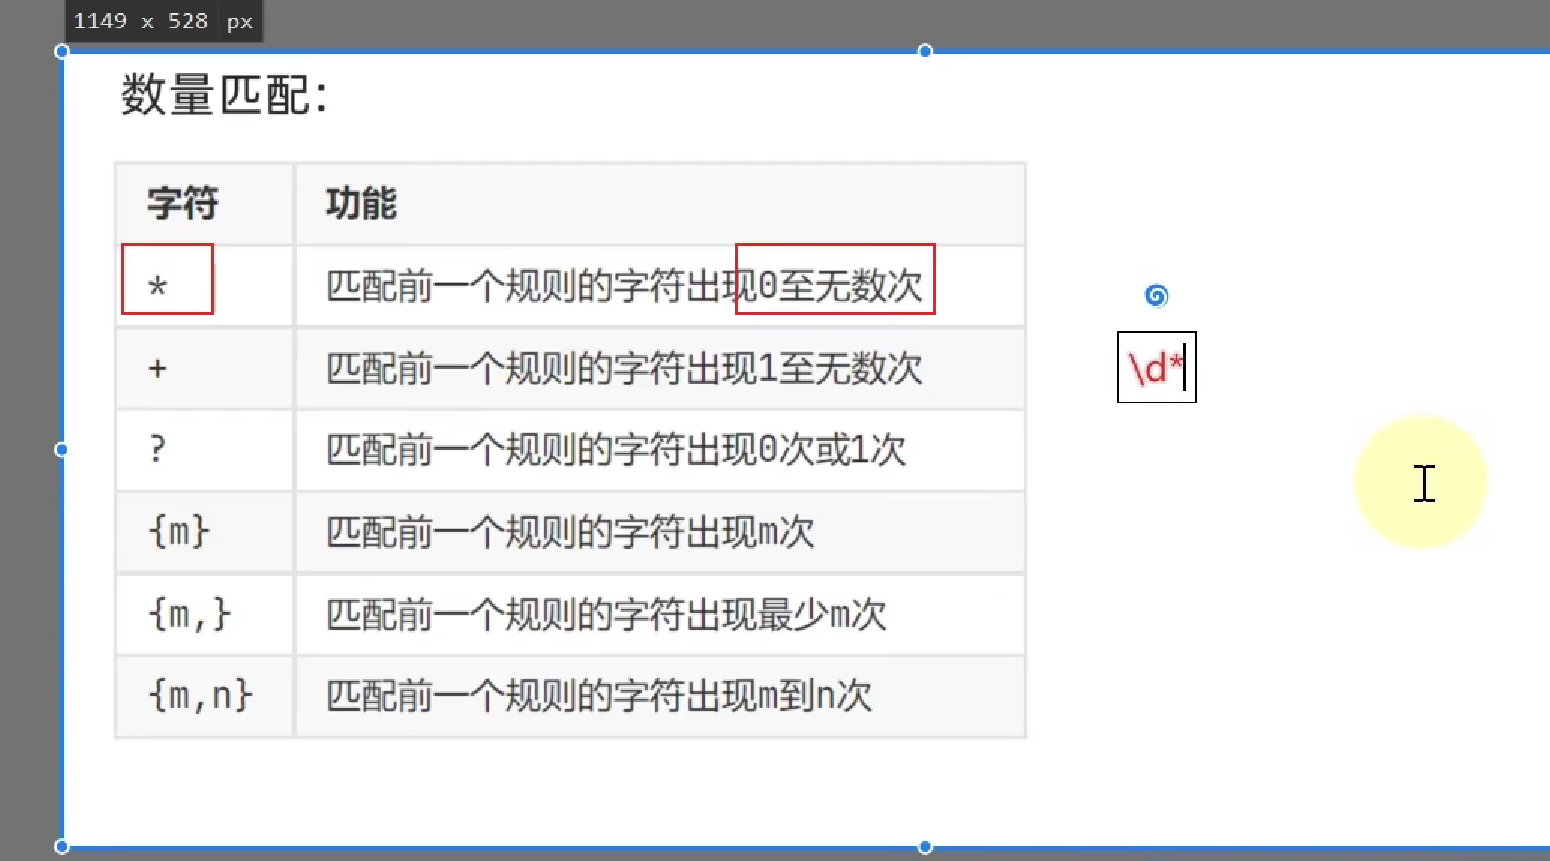 1149 x 528 px
数量匹配：
字符 功能
* 匹配前一个规则的字符出现0至无数次
+ 匹配前一个规则的字符出现1至无数次
? 匹配前一个规则的字符出现0次或1次
{m} 匹配前一个规则的字符出现m次
{m,} 匹配前一个规则的字符出现最少m次
{m,n} 匹配前一个规则的字符出现m到n次
\d*